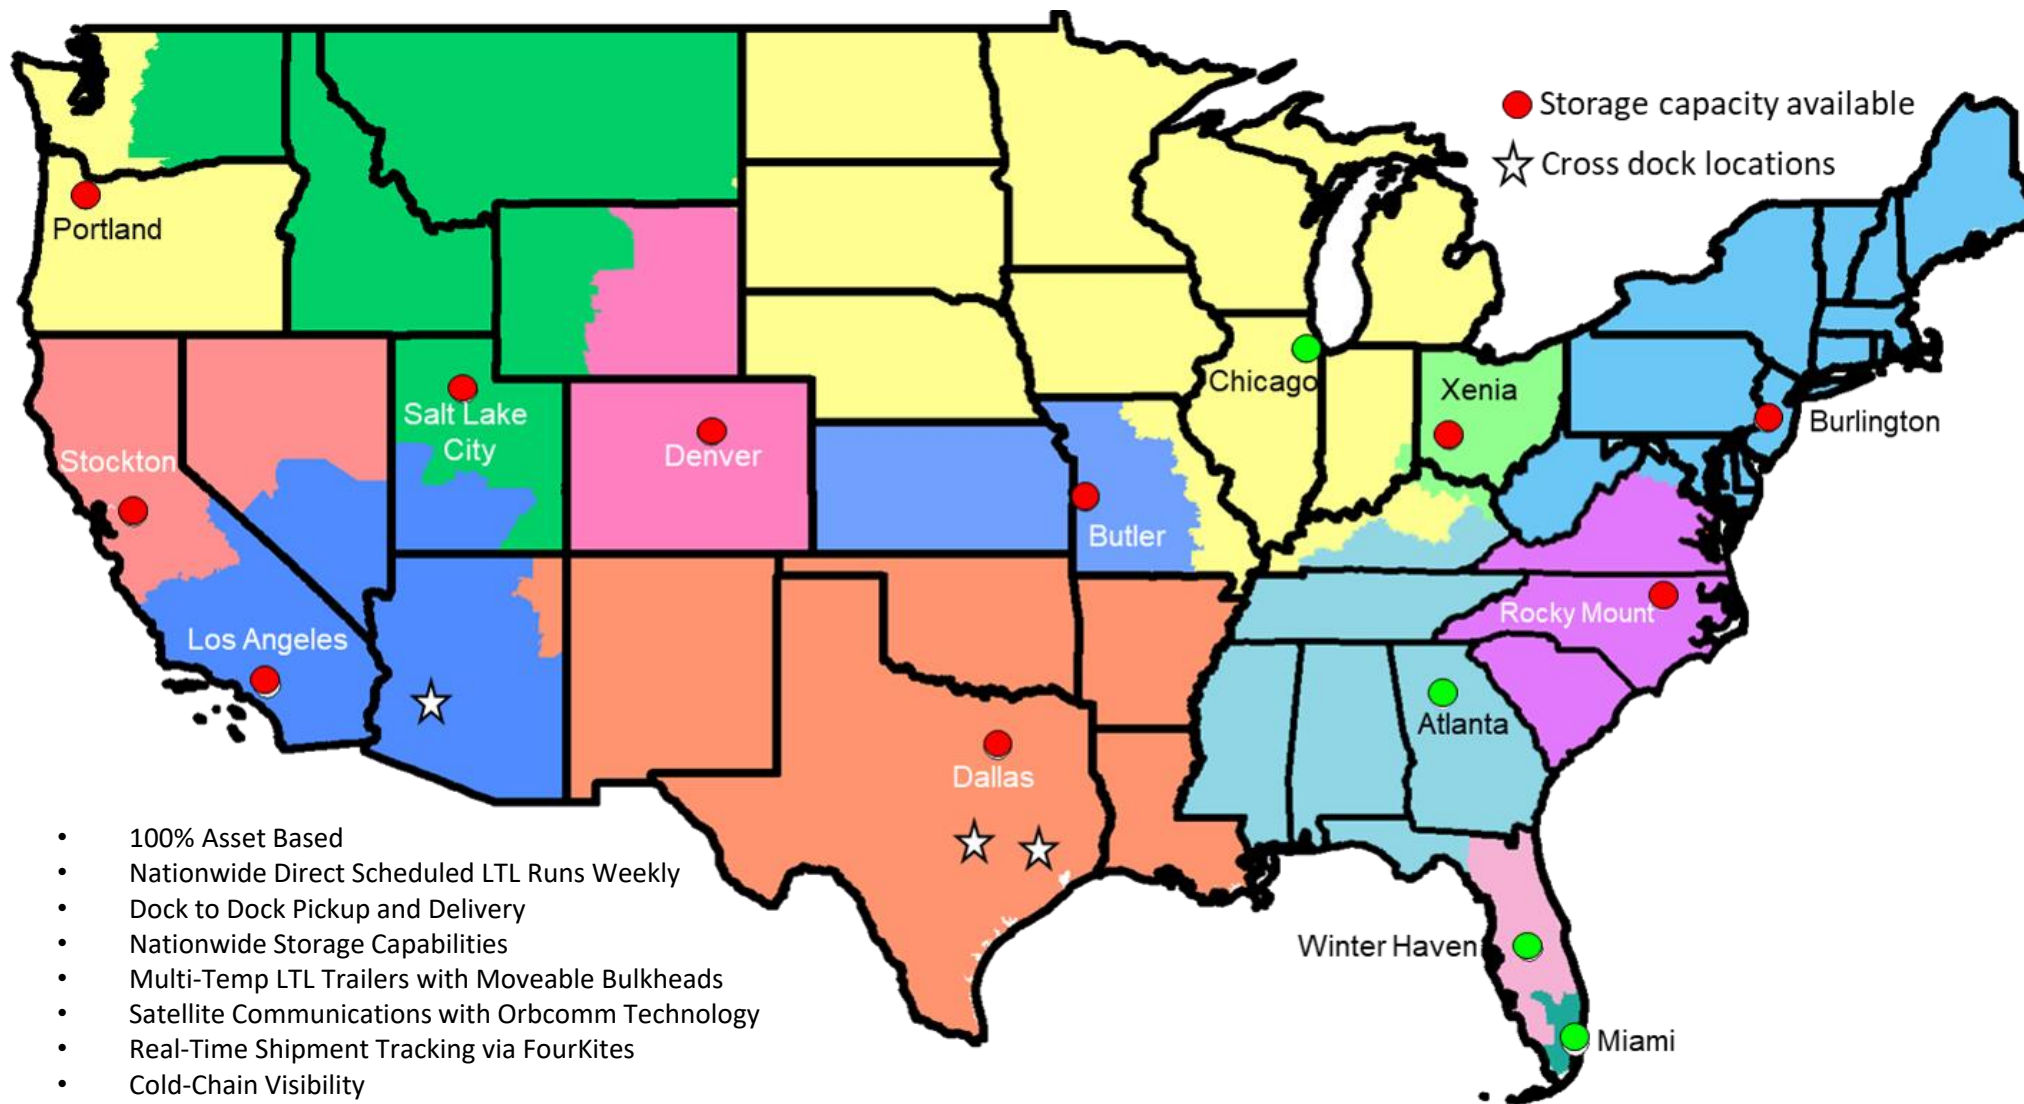 Storage capacity available
Cross dock locations
Portland
Chicago
Xenia
Salt Lake
City
Burlington
Denver
Stockton
Butler
Rocky Mount
Los Angeles
Atlanta
Dallas
Winter Haven
Miami
• 100% Asset Based
• Nationwide Direct Scheduled LTL Runs Weekly
• Dock to Dock Pickup and Delivery
• Nationwide Storage Capabilities
• Multi-Temp LTL Trailers with Moveable Bulkheads
• Satellite Communications with Orbcomm Technology
• Real-Time Shipment Tracking via FourKites
• Cold-Chain Visibility